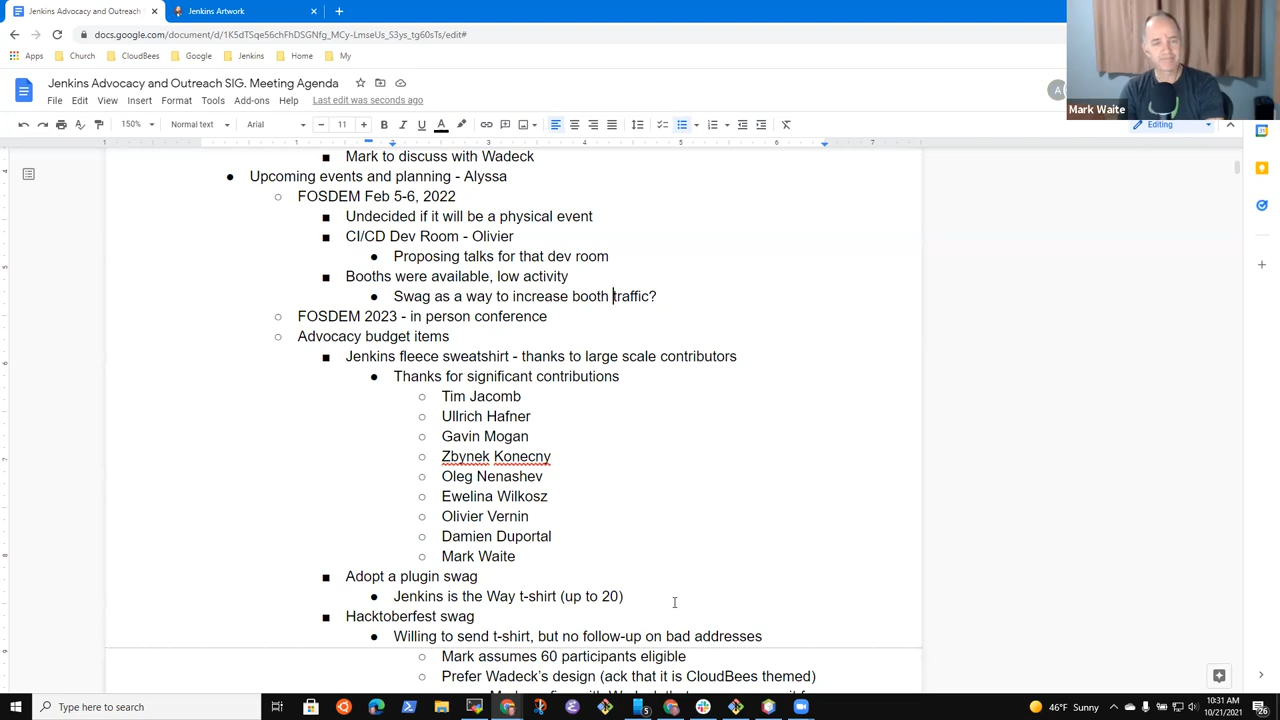 Jenkins Advocacy and Outreach
Jenkins Artwork
docs.google.com/document/d/1K5dTSqe56chFhDSGNfg_MCy-LmseUs_S3ys_tg60sTs/edit#
Apps Church CloudBees Google Jenkins Home My
Mark Waite
Jenkins Advocacy and Outreach SIG. Meeting Agenda
A
File Edit View Insert Format Tools Add-ons Help Last edit was seconds ago
150% Normal text Arial 11 Editing
Mark to discuss with Wadeck
Upcoming events and planning - Alyssa
FOSDEM Feb 5-6, 2022
Undecided if it will be a physical event
CI/CD Dev Room - Olivier
Proposing talks for that dev room
Booths were available, low activity
Swag as a way to increase booth traffic?
FOSDEM 2023 - in person conference
Advocacy budget items
Jenkins fleece sweatshirt - thanks to large scale contributors
Thanks for significant contributions
Tim Jacomb
Ullrich Hafner
Gavin Mogan
Zbynek Konecny
Oleg Nenashev
Ewelina Wilkosz
Olivier Vernin
Damien Duportal
Mark Waite
Adopt a plugin swag
Jenkins is the Way t-shirt (up to 20)
Hacktoberfest swag
Willing to send t-shirt, but no follow-up on bad addresses
Mark assumes 60 participants eligible
Prefer Wadeck's design (ack that it is CloudBees themed)
Type here to search
46°F Sunny
10:31 AM
10/21/2021